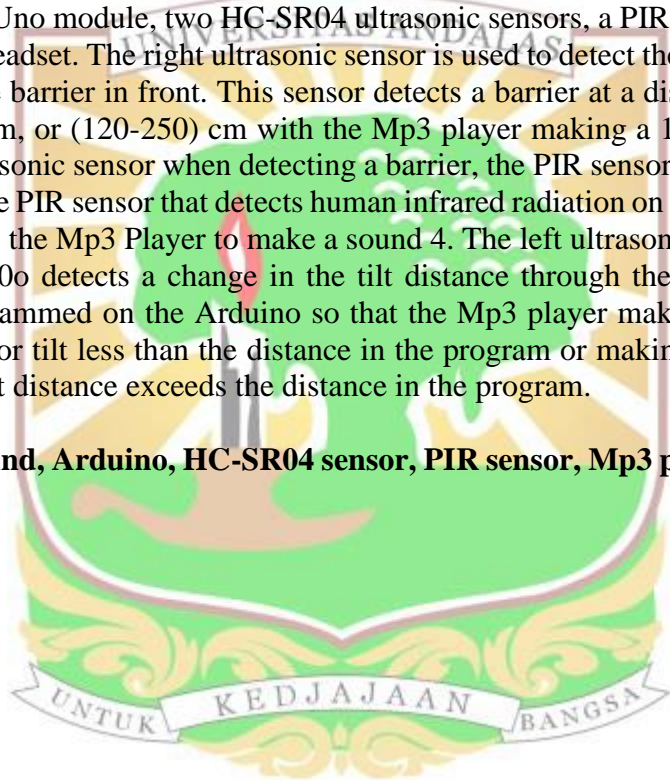 Uno module, two HC-SR04 ultrasonic sensors, a PIR
UNIVERSITAS ANDALAS
eadset. The right ultrasonic sensor is used to detect the
barrier in front. This sensor detects a barrier at a dis
m, or (120-250) cm with the Mp3 player making a 1
sonic sensor when detecting a barrier, the PIR sensor
e PIR sensor that detects human infrared radiation on
the Mp3 Player to make a sound 4. The left ultrason
0o detects a change in the tilt distance through the
ammed on the Arduino so that the Mp3 player mak
or tilt less than the distance in the program or makin
t distance exceeds the distance in the program.
nd, Arduino, HC-SR04 sensor, PIR sensor, Mp3 p
UNTUK KEDJAJAAN BANGSA